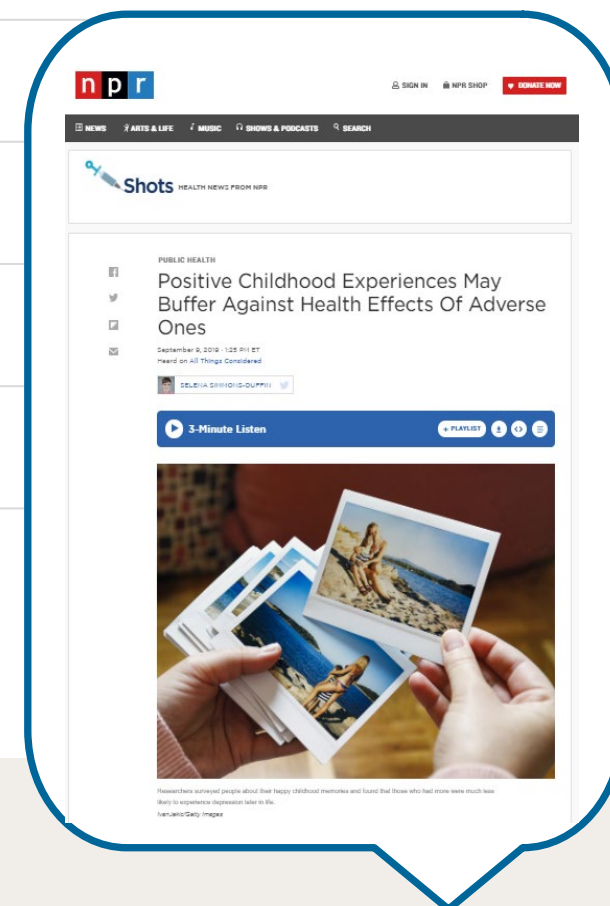 npr
SIGN IN NPR SHOP DONATE NOW
NEWS ARTS & LIFE MUSIC SHOWS & PODCASTS SEARCH
Shots HEALTH NEWS FROM NPR
PUBLIC HEALTH
Positive Childhood Experiences May
Buffer Against Health Effects Of Adverse
Ones
September 9, 2019 · 1:25 PM ET
Heard on All Things Considered
SELENA SIMMONS-DUFFIN
3-Minute Listen + PLAYLIST
Researchers surveyed people about their happy childhood memories and found that those who had more were much less
likely to experience depression later in life.
IvanJekic/Getty Images